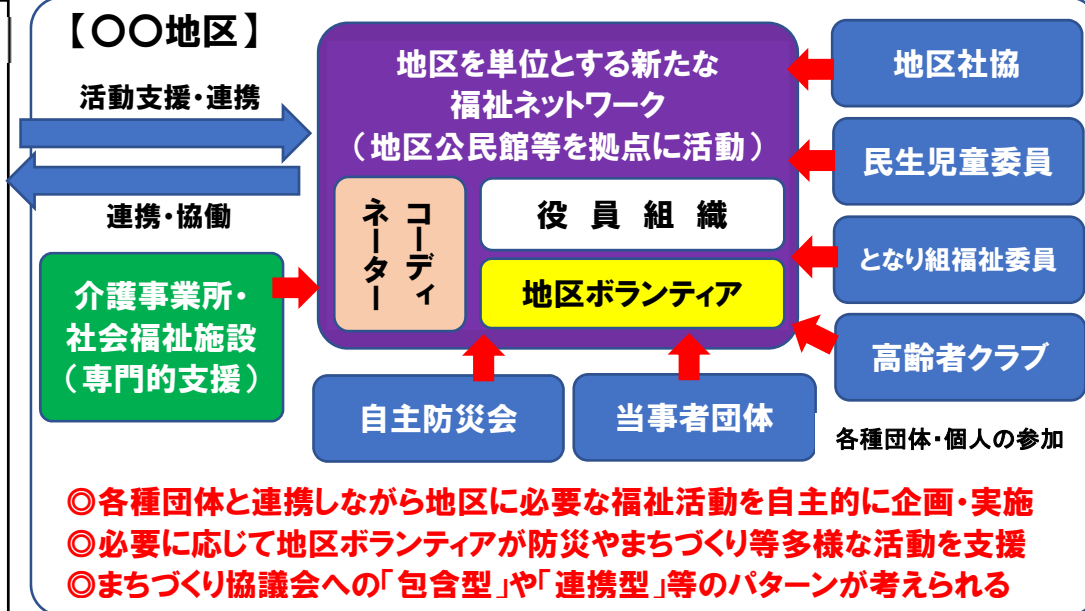 【〇〇地区】
活動支援・連携
連携・協働
地区を単位とする新たな
福祉ネットワーク
(地区公民館等を拠点に活動)
コーディ
ネーター
役員組織
地区ボランティア
介護事業所・
社会福祉施設
(専門的支援)
地区社協
民生児童委員
となり組福祉委員
高齢者クラブ
自主防災会
当事者団体
各種団体・個人の参加
◎各種団体と連携しながら地区に必要な福祉活動を自主的に企画・実施
◎必要に応じて地区ボランティアが防災やまちづくり等多様な活動を支援
◎まちづくり協議会への「包含型」や「連携型」等のパターンが考えられる